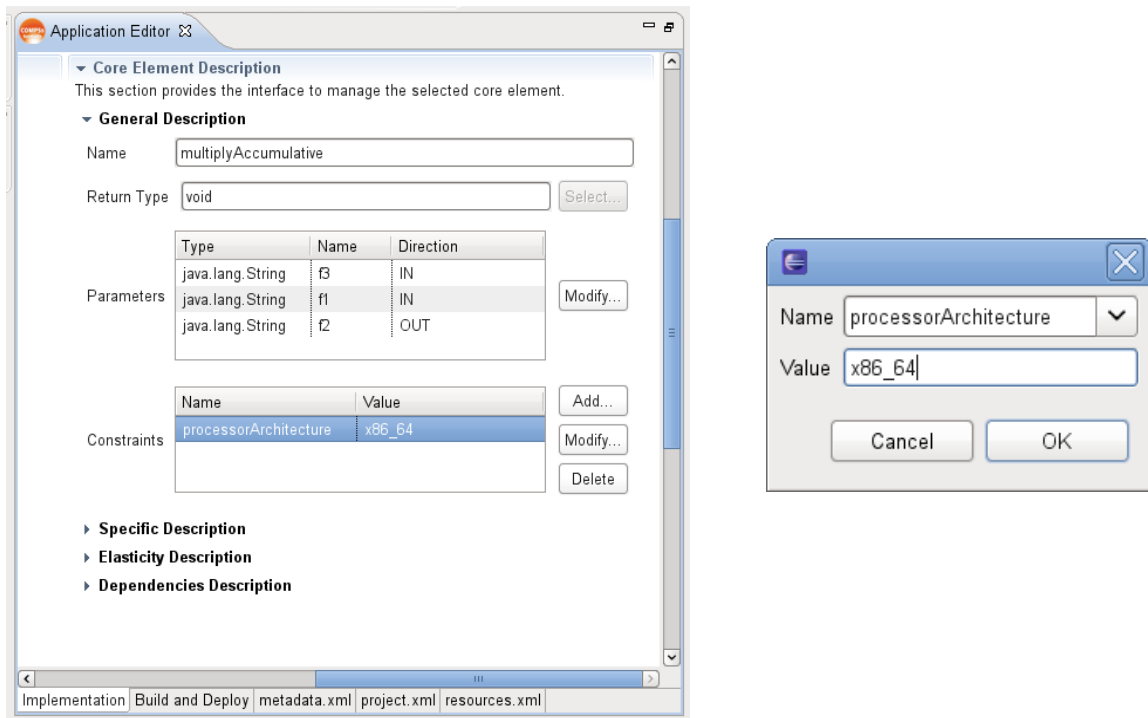 COMPSs Application Editor
Core Element Description
This section provides the interface to manage the selected core element.
General Description
Name multiplyAccumulative
Return Type void Select...
Type Name Direction
java.lang.String f3 IN
Parameters java.lang.String f1 IN Modify...
java.lang.String f2 OUT
Name Value Add...
processorArchitecture x86_64
Constraints Modify...
Delete
Specific Description
Elasticity Description
Dependencies Description
Implementation Build and Deploy metadata.xml project.xml resources.xml
Name processorArchitecture
Value x86_64
Cancel OK